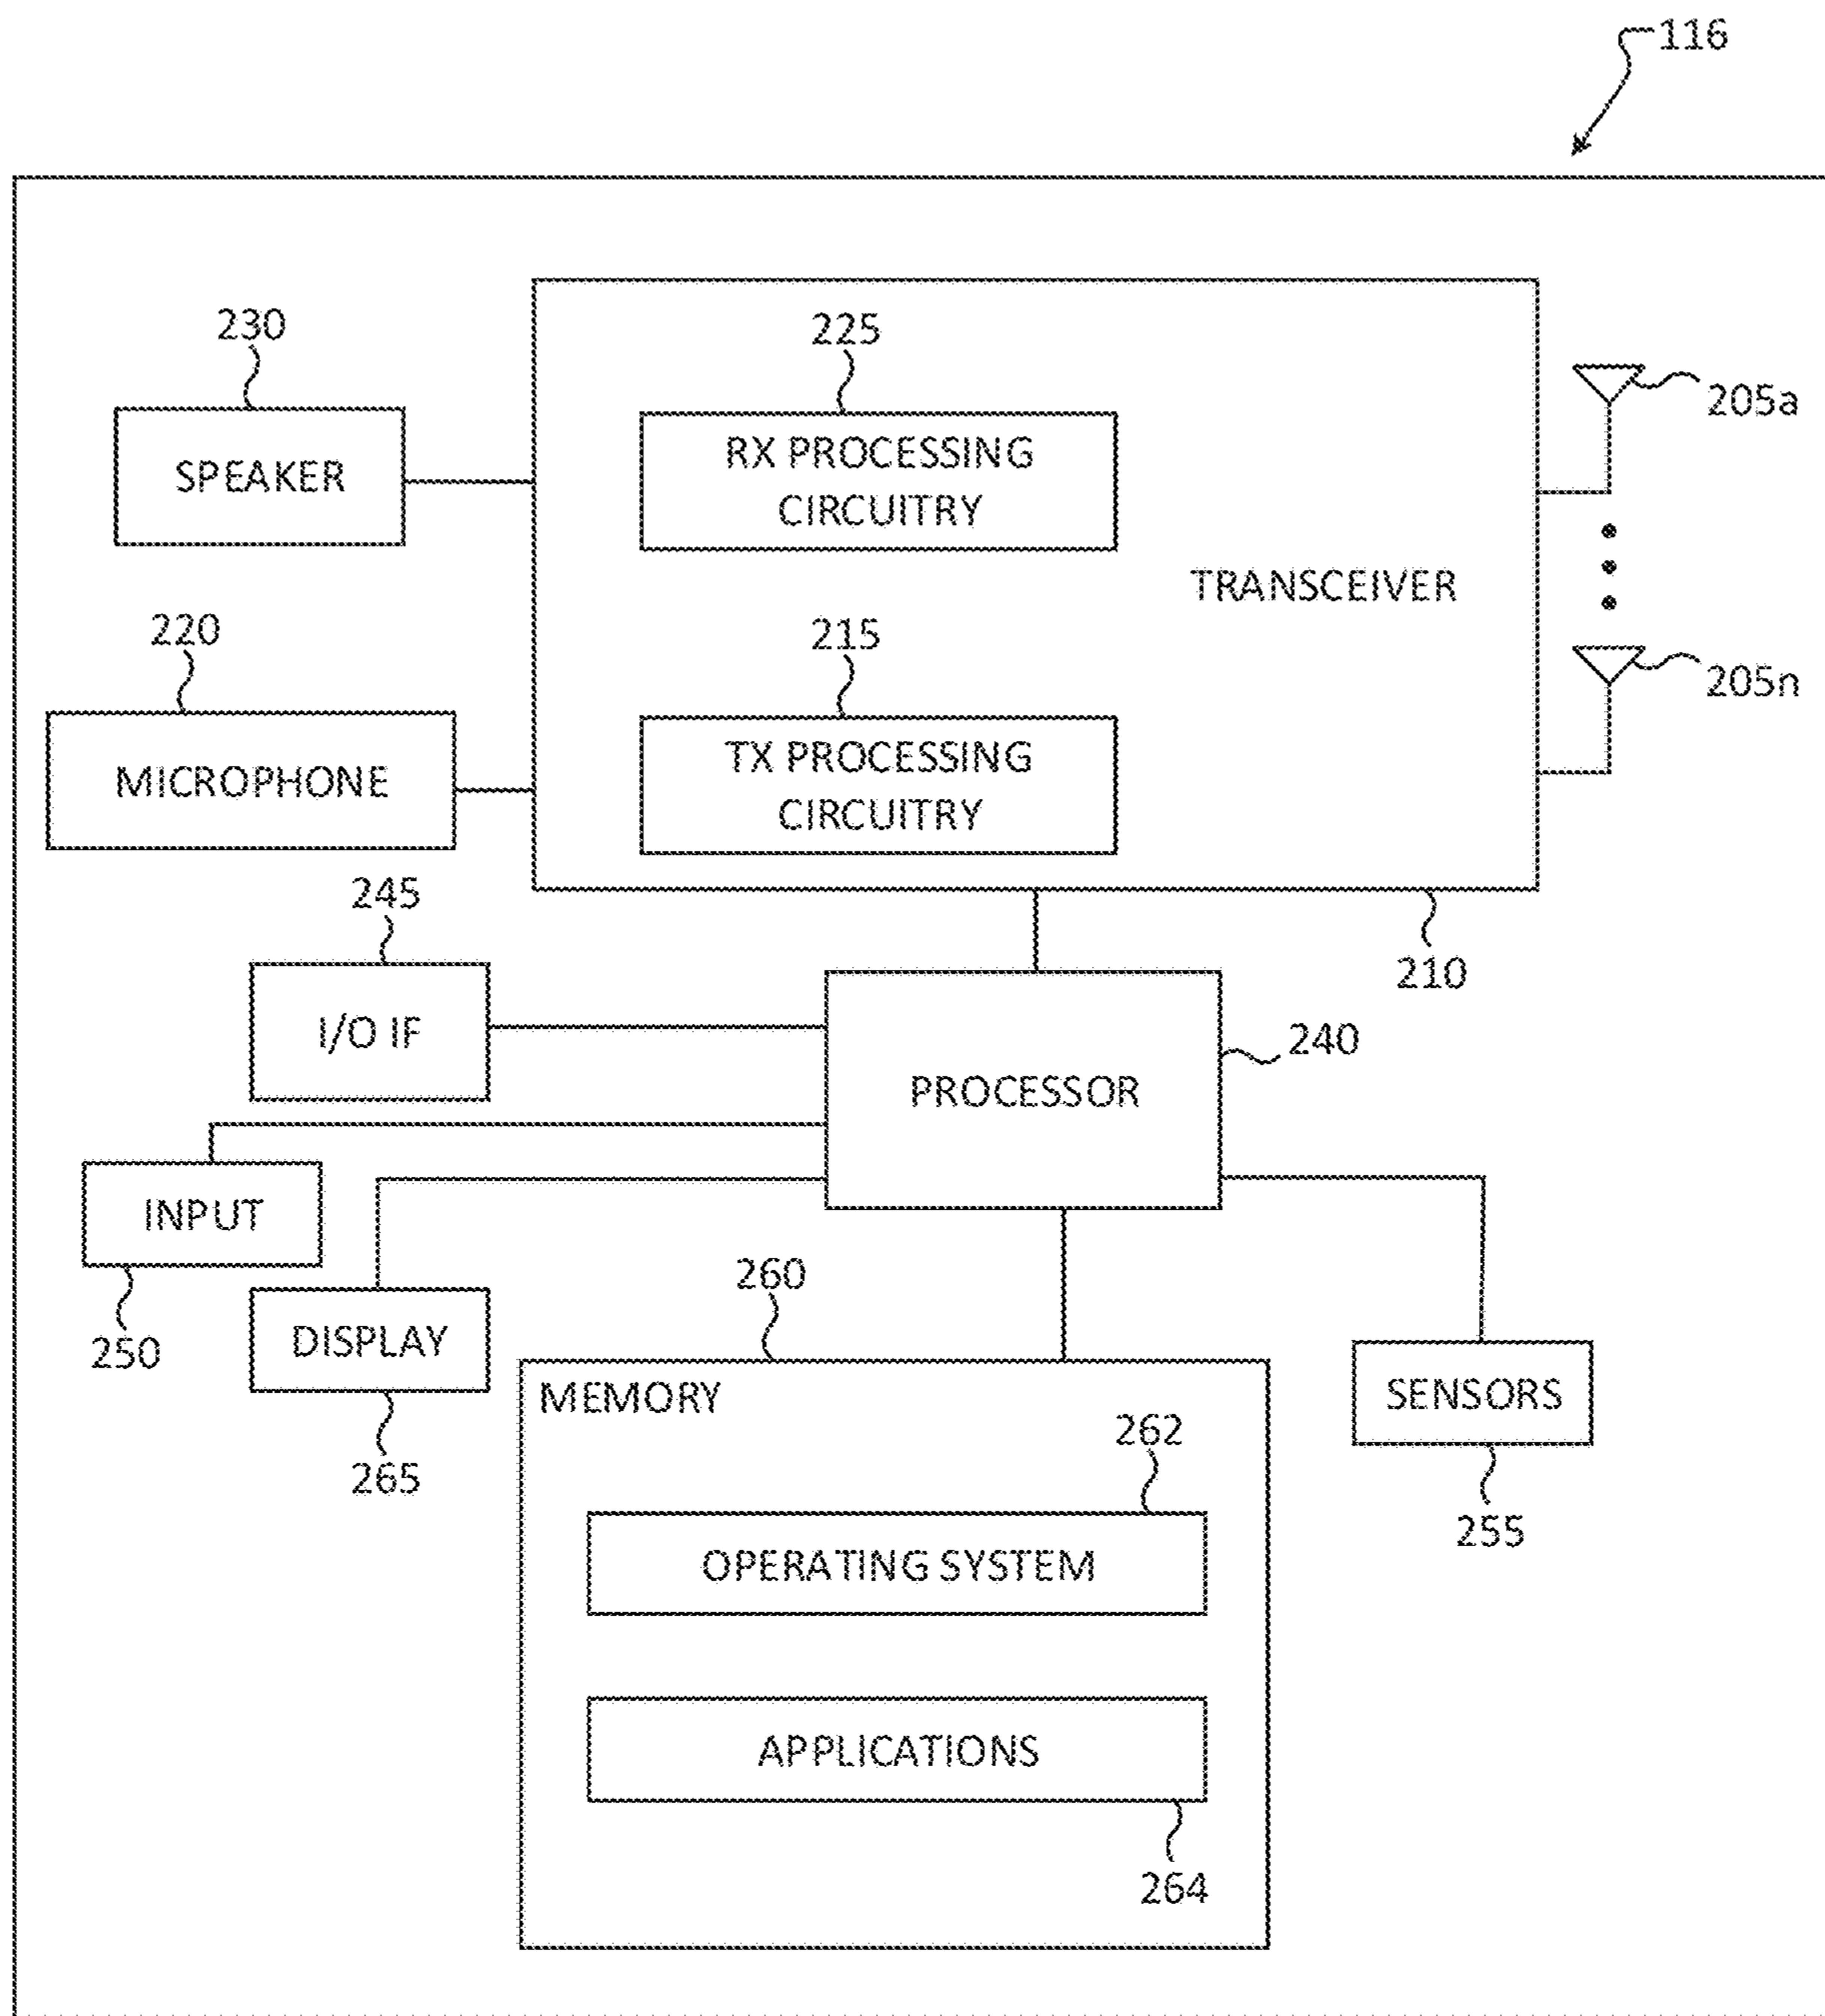 116
230
225
205a
SPEAKER
RX PROCESSING
CIRCUITRY
TRANSCEIVER
220
215
205n
MICROPHONE
TX PROCESSING
CIRCUITRY
245
210
I/O IF
240
PROCESSOR
INPUT
250
260
DISPLAY
265
MEMORY
SENSORS
255
262
OPERATING SYSTEM
APPLICATIONS
264